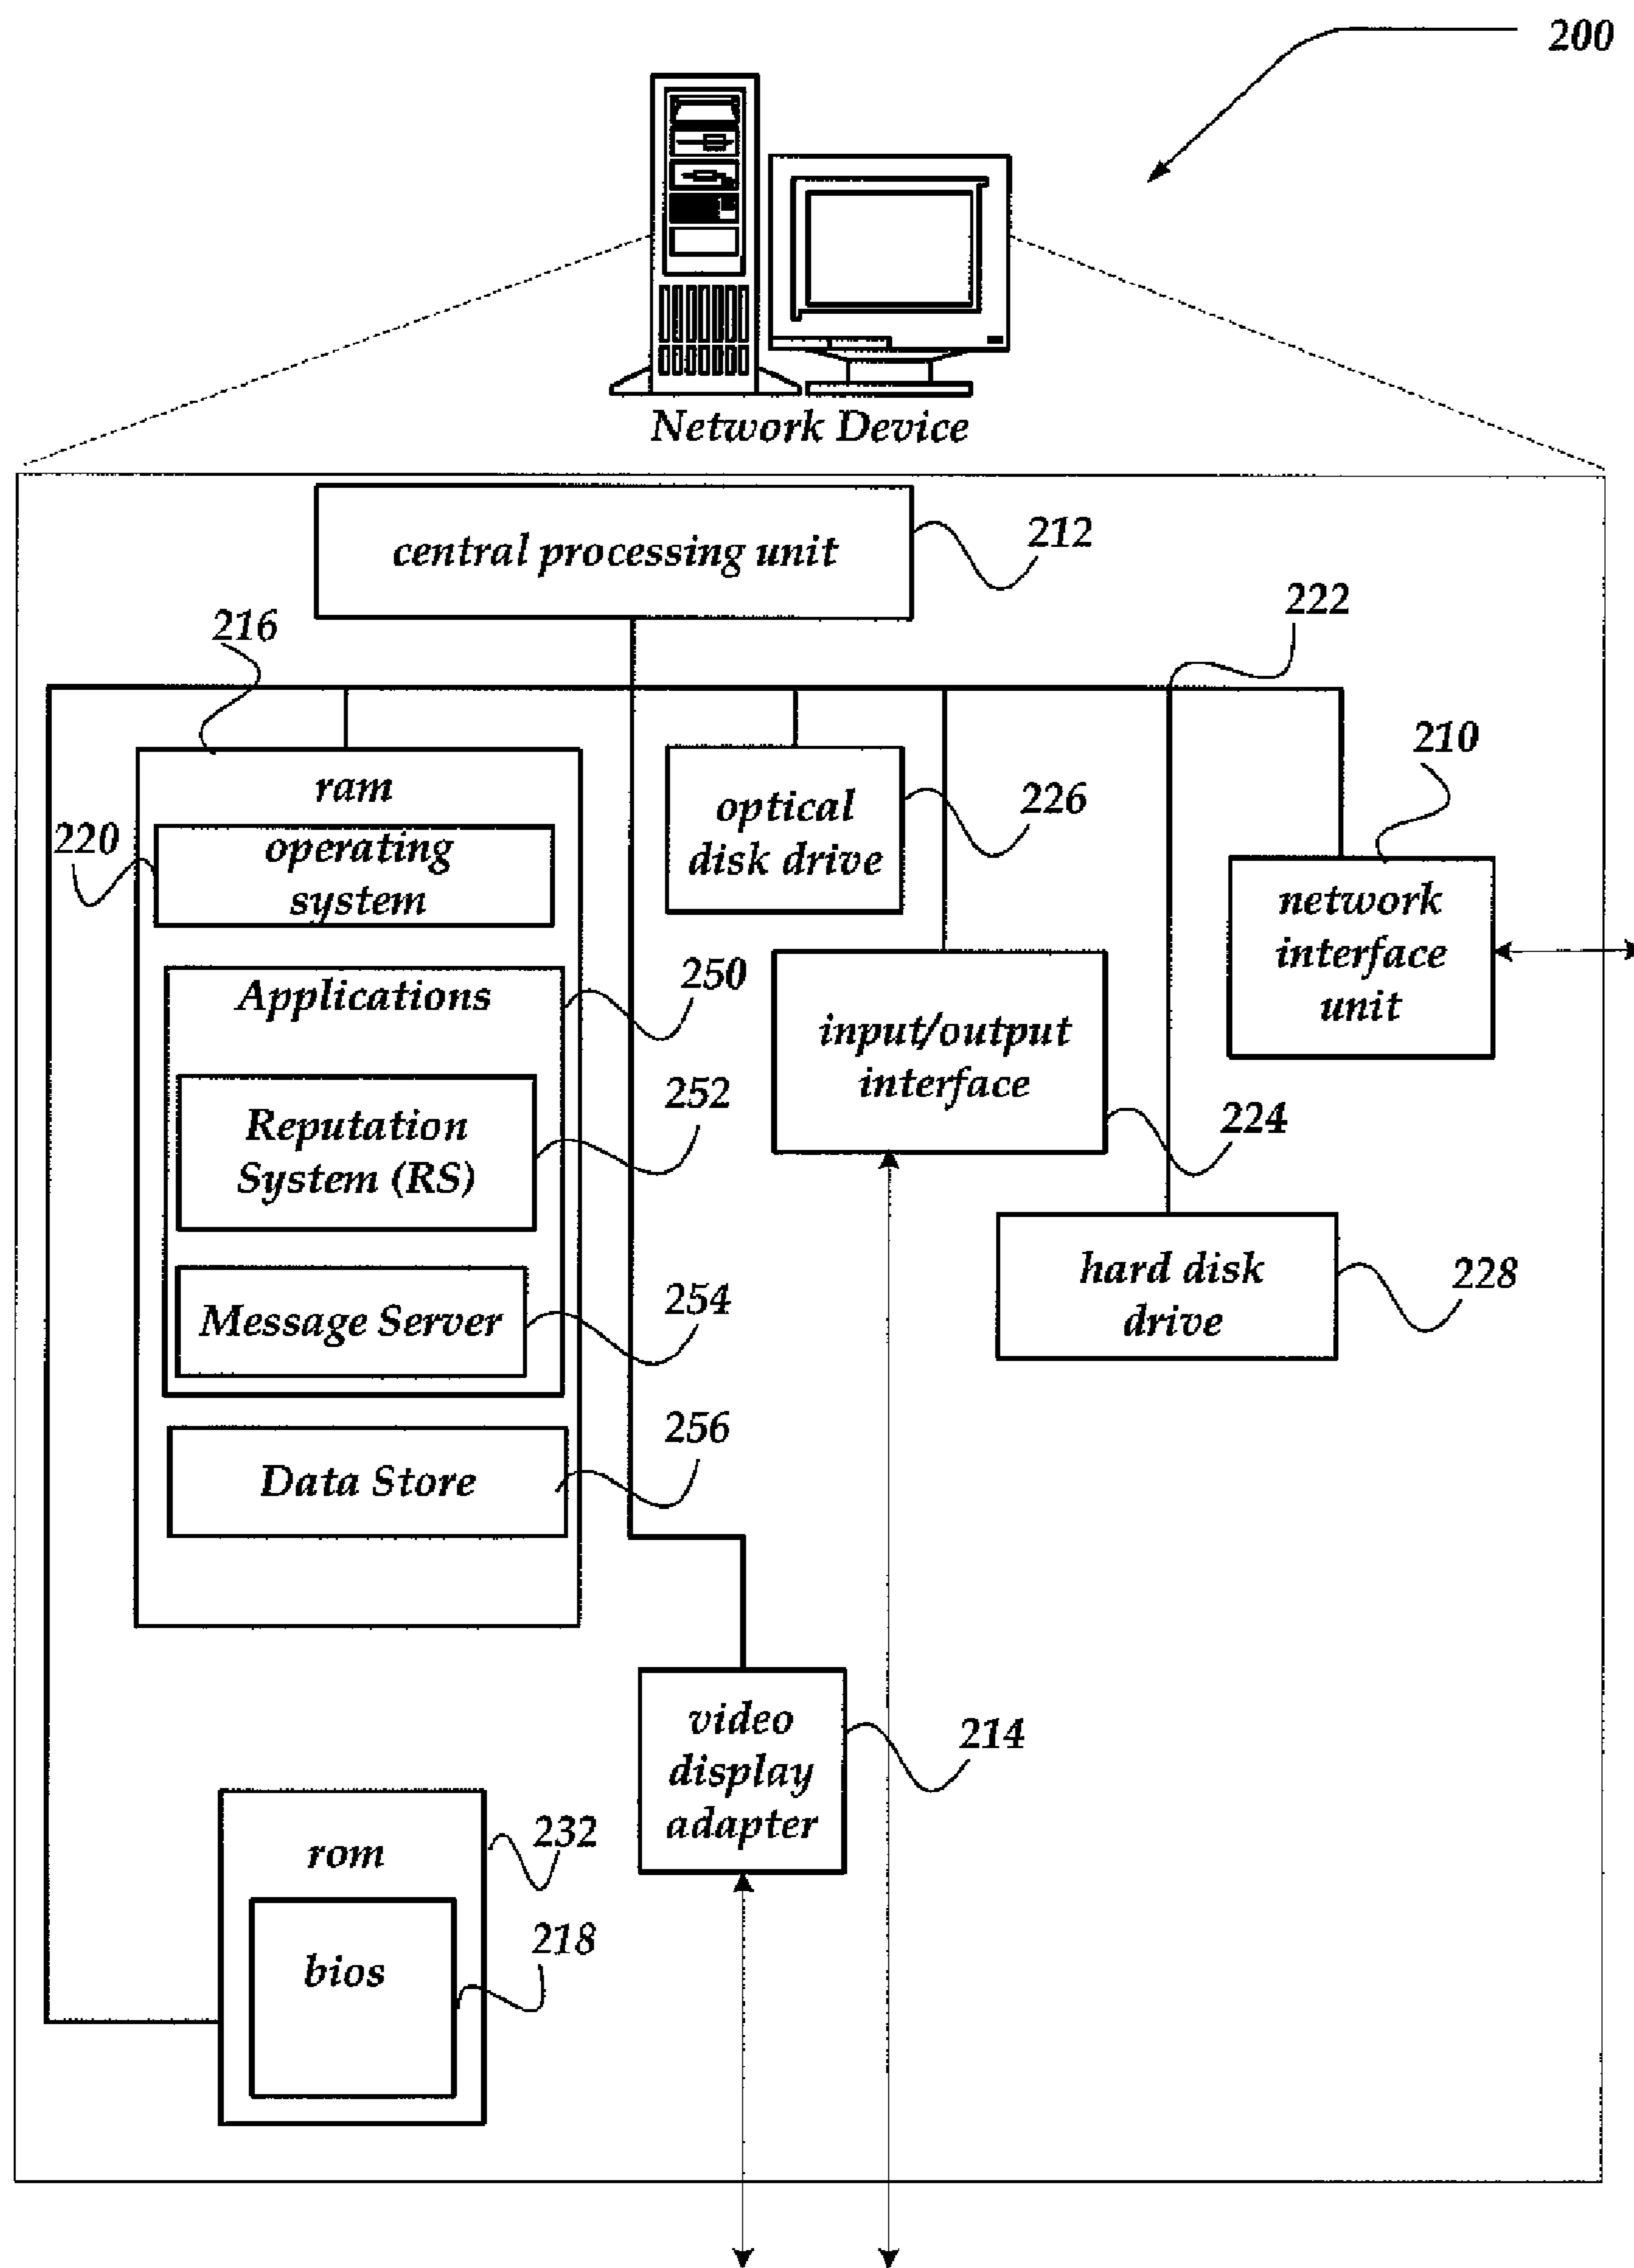 200
Network Device
central processing unit
212
222
216
210
ram
optical
disk drive
226
220
operating
system
network
interface
unit
Applications
250
input/output
interface
224
Reputation
System (RS)
252
hard disk
drive
228
Message Server
254
256
Data Store
video
display
adapter
214
rom
232
bios
218